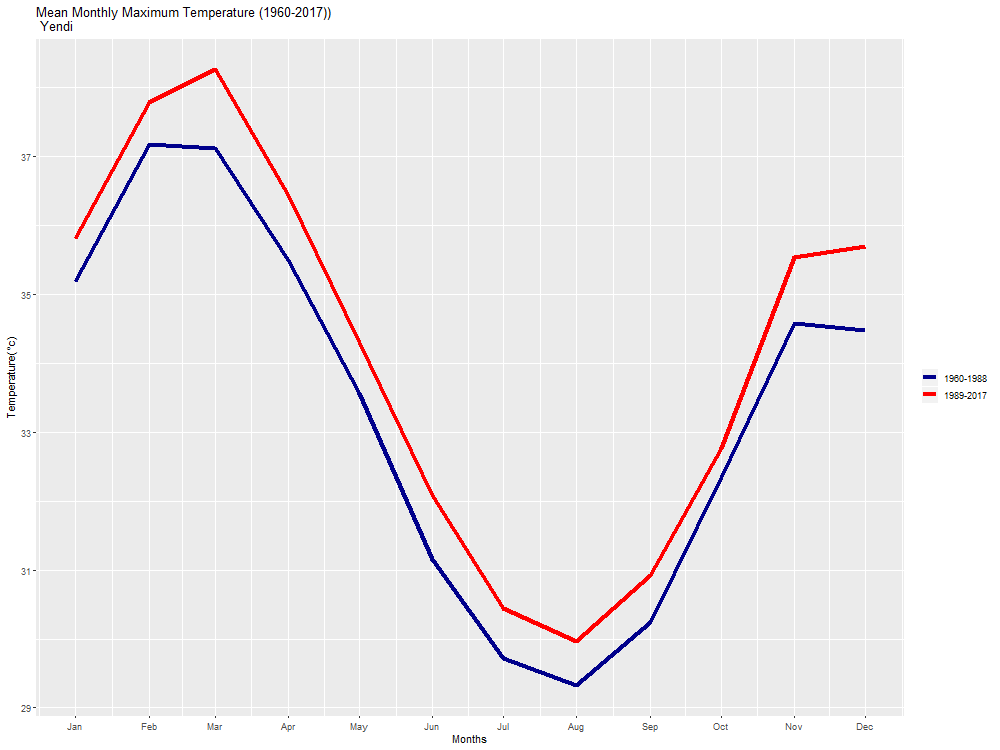 Mean Monthly Maximum Temperature (1960-2017))
Yendi
37
35
33
31
29
Temperature(°c)
Jan Feb Mar Apr May Jun Jul Aug Sep Oct Nov Dec
Months
1960-1988
1989-2017